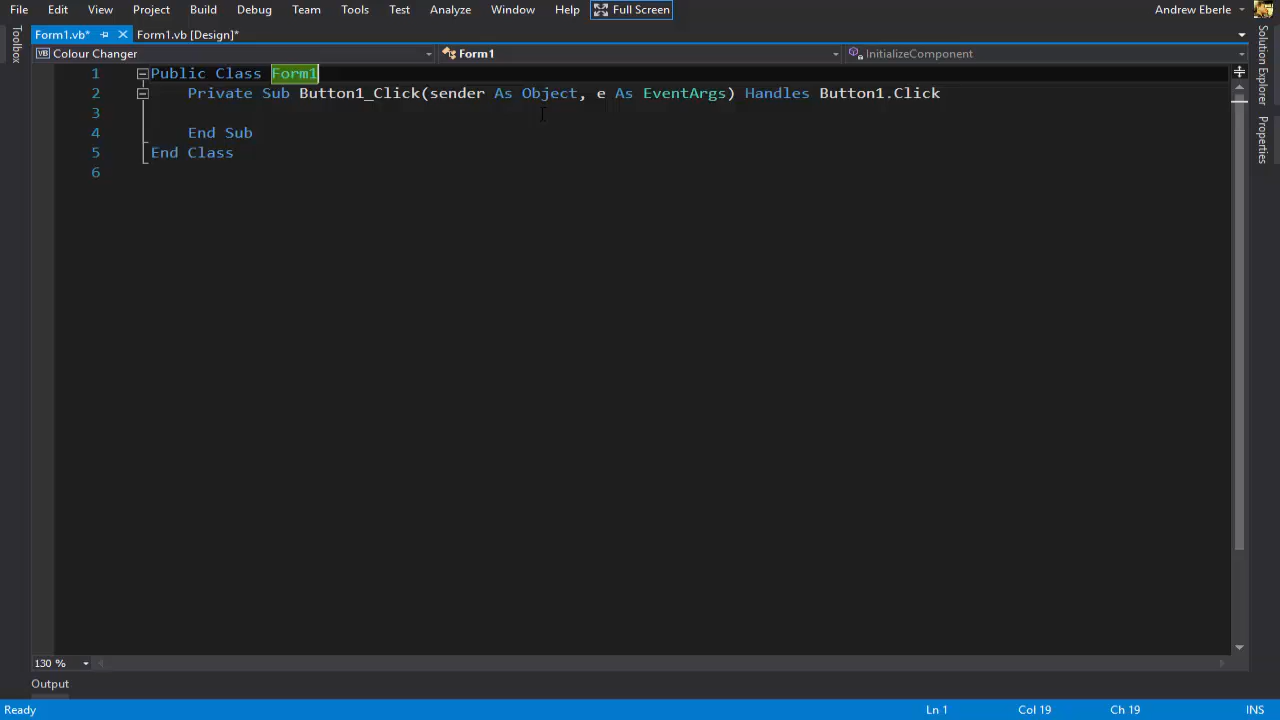 File Edit View Project Build Debug Team Tools Test Analyze Window Help Full Screen Andrew Eberle
Form1.vb* Form1.vb [Design]*
VB Colour Changer Form1 InitializeComponent
Toolbox
Solution Explorer
Properties
1 Public Class Form1
2 Private Sub Button1_Click(sender As Object, e As EventArgs) Handles Button1.Click
3
4 End Sub
5 End Class
6
130 %
Output
Ready Ln 1 Col 19 Ch 19 INS